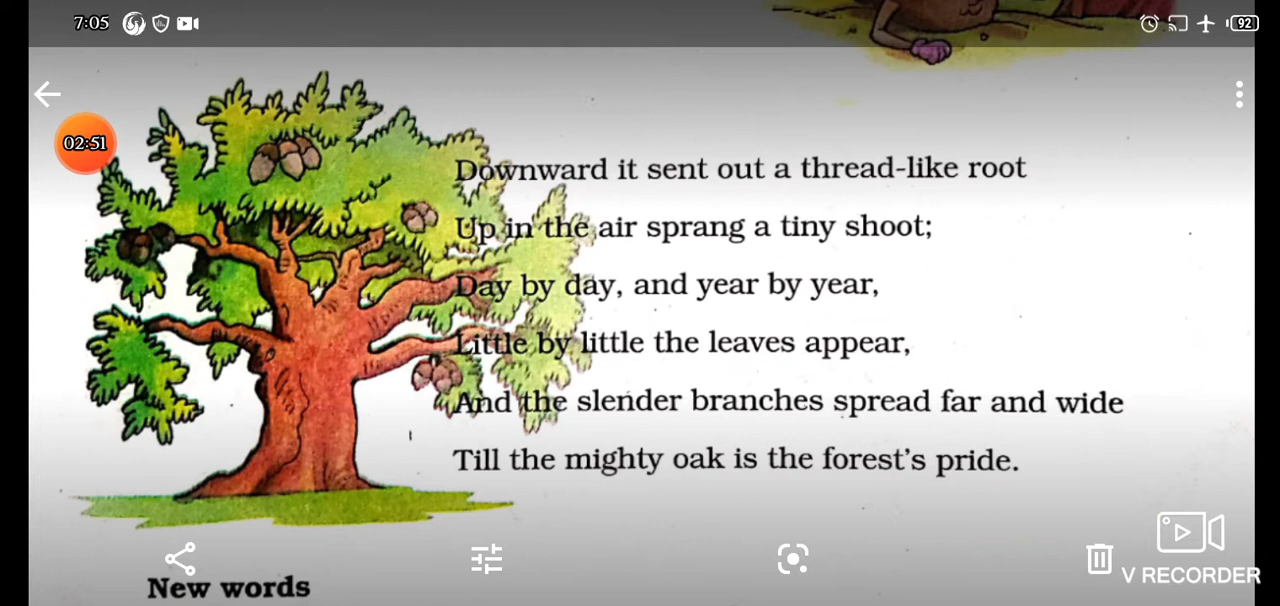 7:05
92
02:51
Downward it sent out a thread-like root
Up in the air sprang a tiny shoot;
Day by day, and year by year,
Little by little the leaves appear,
And the slender branches spread far and wide
Till the mighty oak is the forest's pride.
V RECORDER
New words